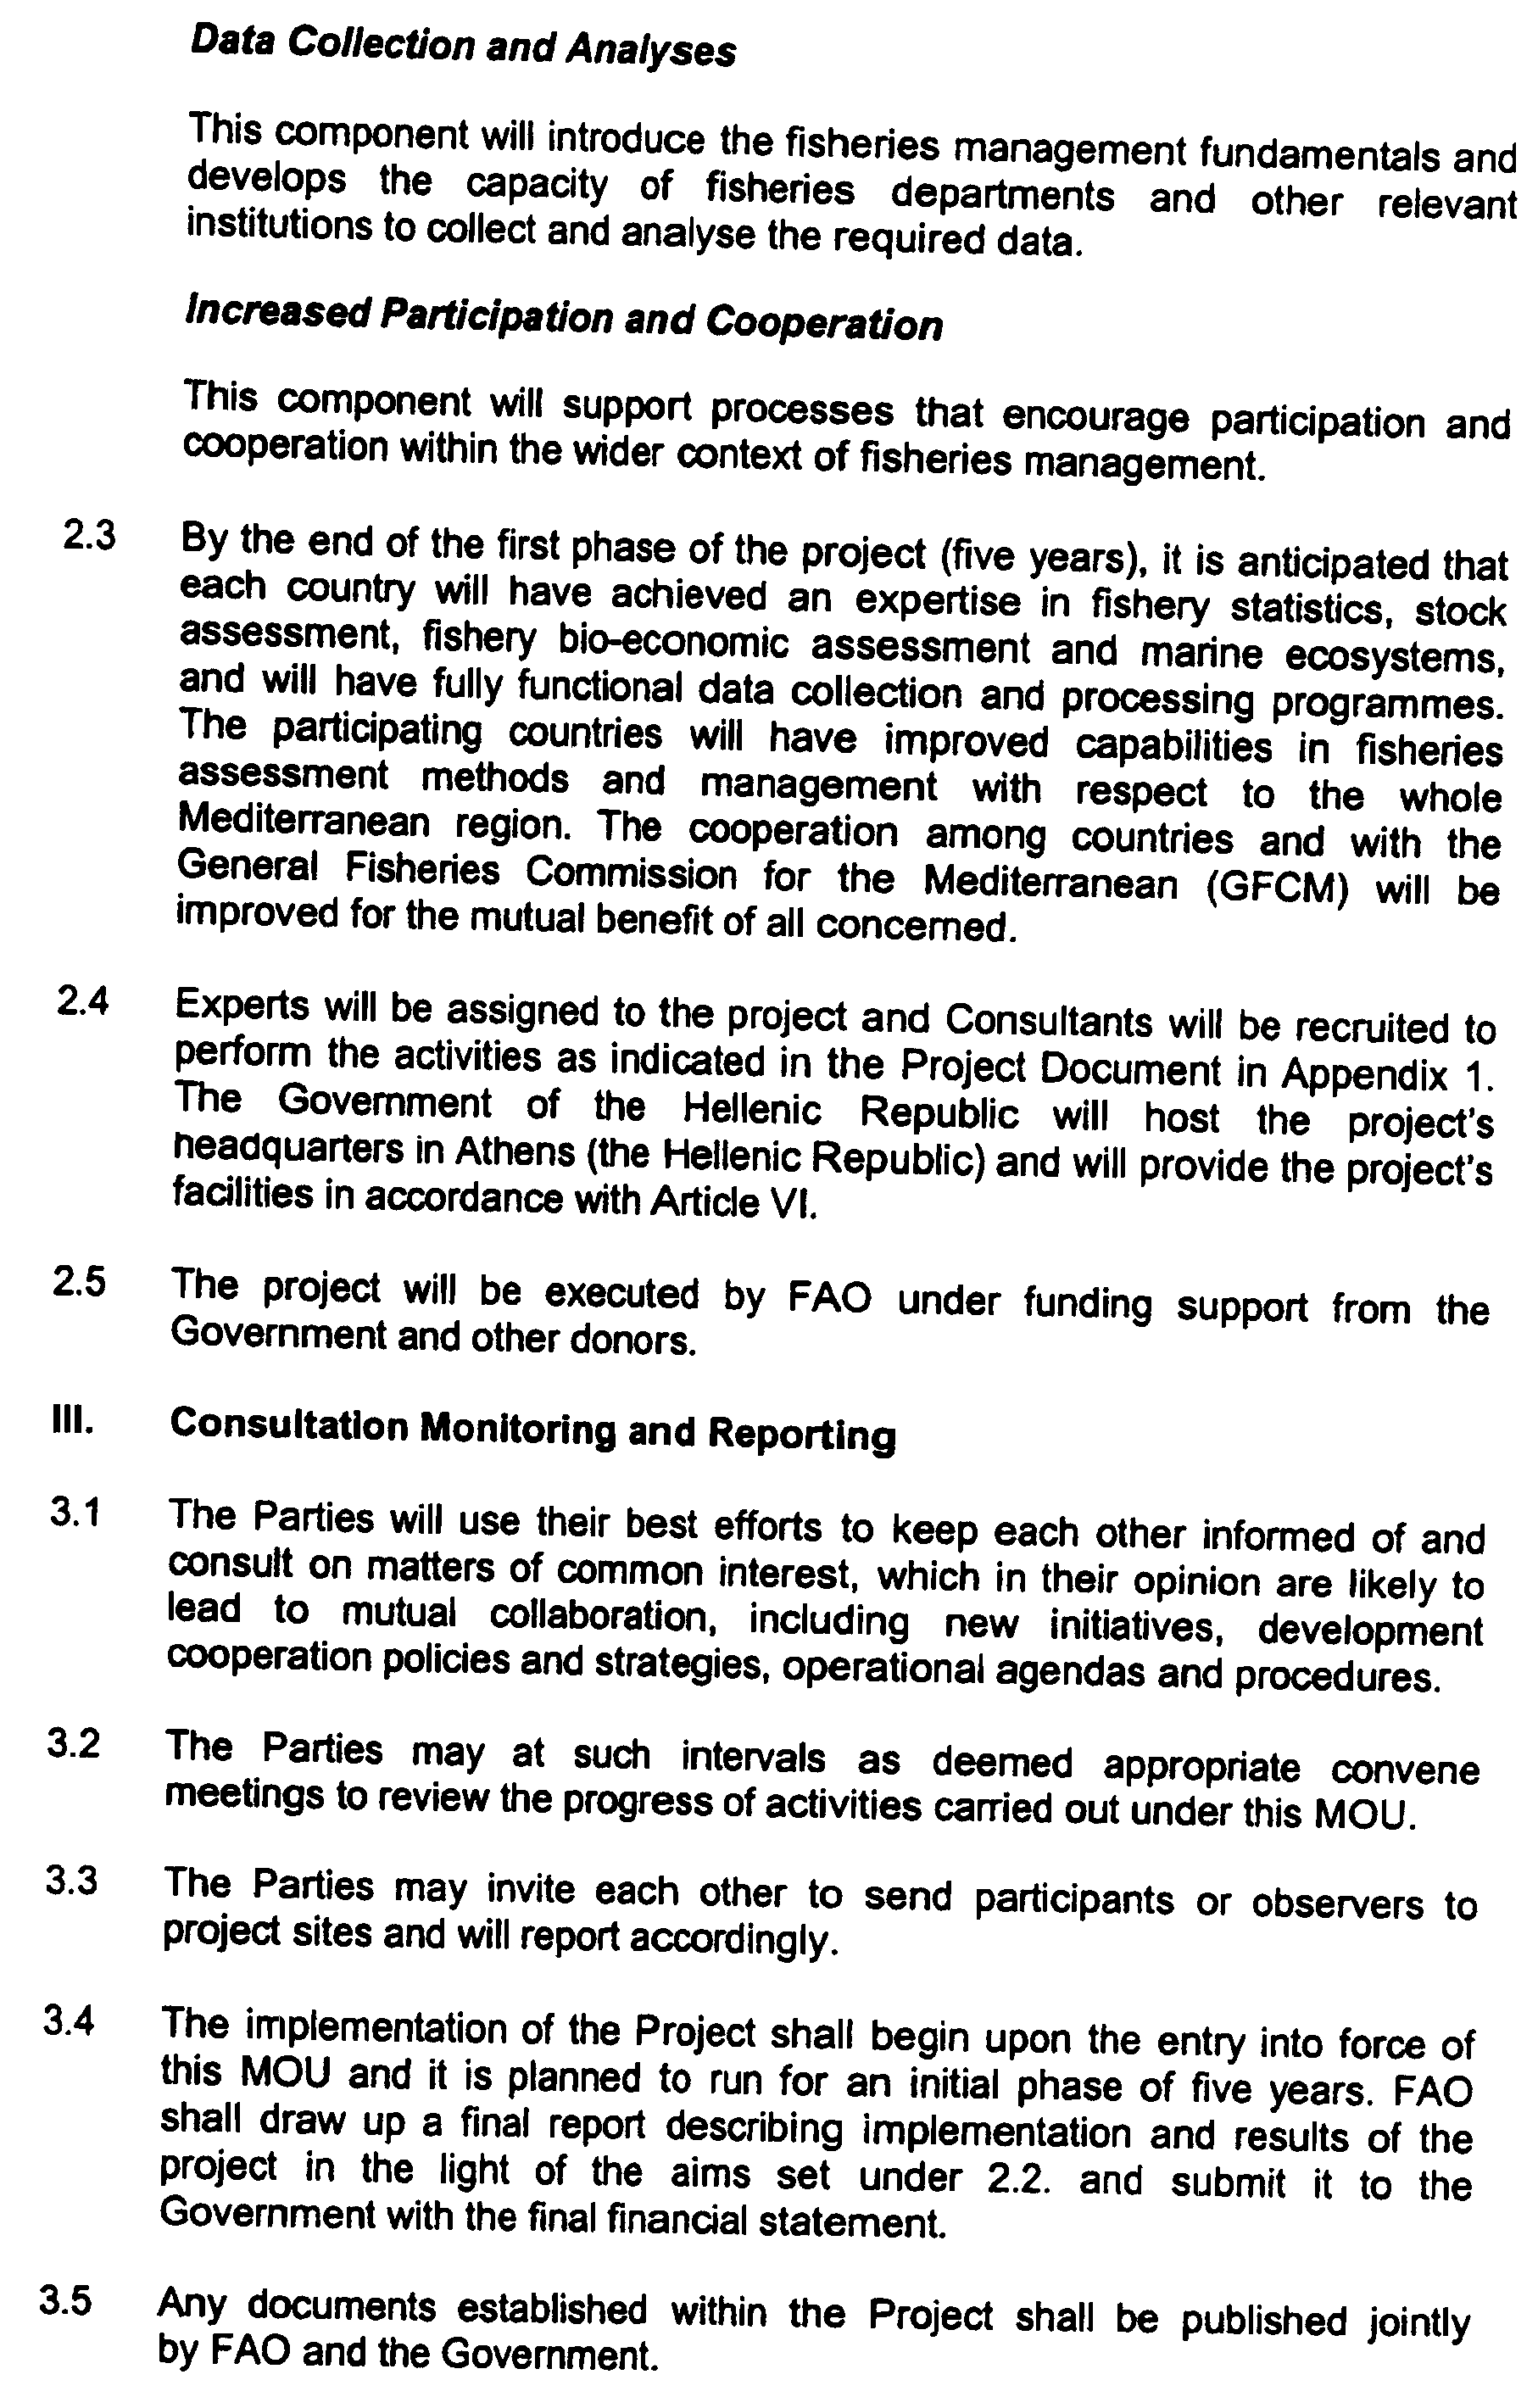 Data Collection and Analyses
This component will introduce the fisheries management fundamentals and
develops the capacity of fisheries departments and other relevant
institutions to collect and analyse the required data.
Increased Participation and Cooperation
This component will support processes that encourage participation and
cooperation within the wider context of fisheries management.
2.3 By the end of the first phase of the project (five years), it is anticipated that
each country will have achieved an expertise in fishery statistics, stock
assessment, fishery bio-economic assessment and marine ecosystems,
and will have fully functional data collection and processing programmes.
The participating countries will have improved capabilities in fisheries
assessment methods and management with respect to the whole
Mediterranean region. The cooperation among countries and with the
General Fisheries Commission for the Mediterranean (GFCM) will be
improved for the mutual benefit of all concerned.
2.4 Experts will be assigned to the project and Consultants will be recruited to
perform the activities as indicated in the Project Document in Appendix 1.
The Government of the Hellenic Republic will host the project's
headquarters in Athens (the Hellenic Republic) and will provide the project's
facilities in accordance with Article VI.
2.5 The project will be executed by FAO under funding support from the
Government and other donors.
III. Consultation Monitoring and Reporting
3.1 The Parties will use their best efforts to keep each other informed of and
consult on matters of common interest, which in their opinion are likely to
lead to mutual collaboration, including new initiatives, development
cooperation policies and strategies, operational agendas and procedures.
3.2 The Parties may at such intervals as deemed appropriate convene
meetings to review the progress of activities carried out under this MOU.
3.3 The Parties may invite each other to send participants or observers to
project sites and will report accordingly.
3.4 The implementation of the Project shall begin upon the entry into force of
this MOU and it is planned to run for an initial phase of five years. FAO
shall draw up a final report describing implementation and results of the
project in the light of the aims set under 2.2. and submit it to the
Government with the final financial statement.
3.5 Any documents established within the Project shall be published jointly
by FAO and the Government.